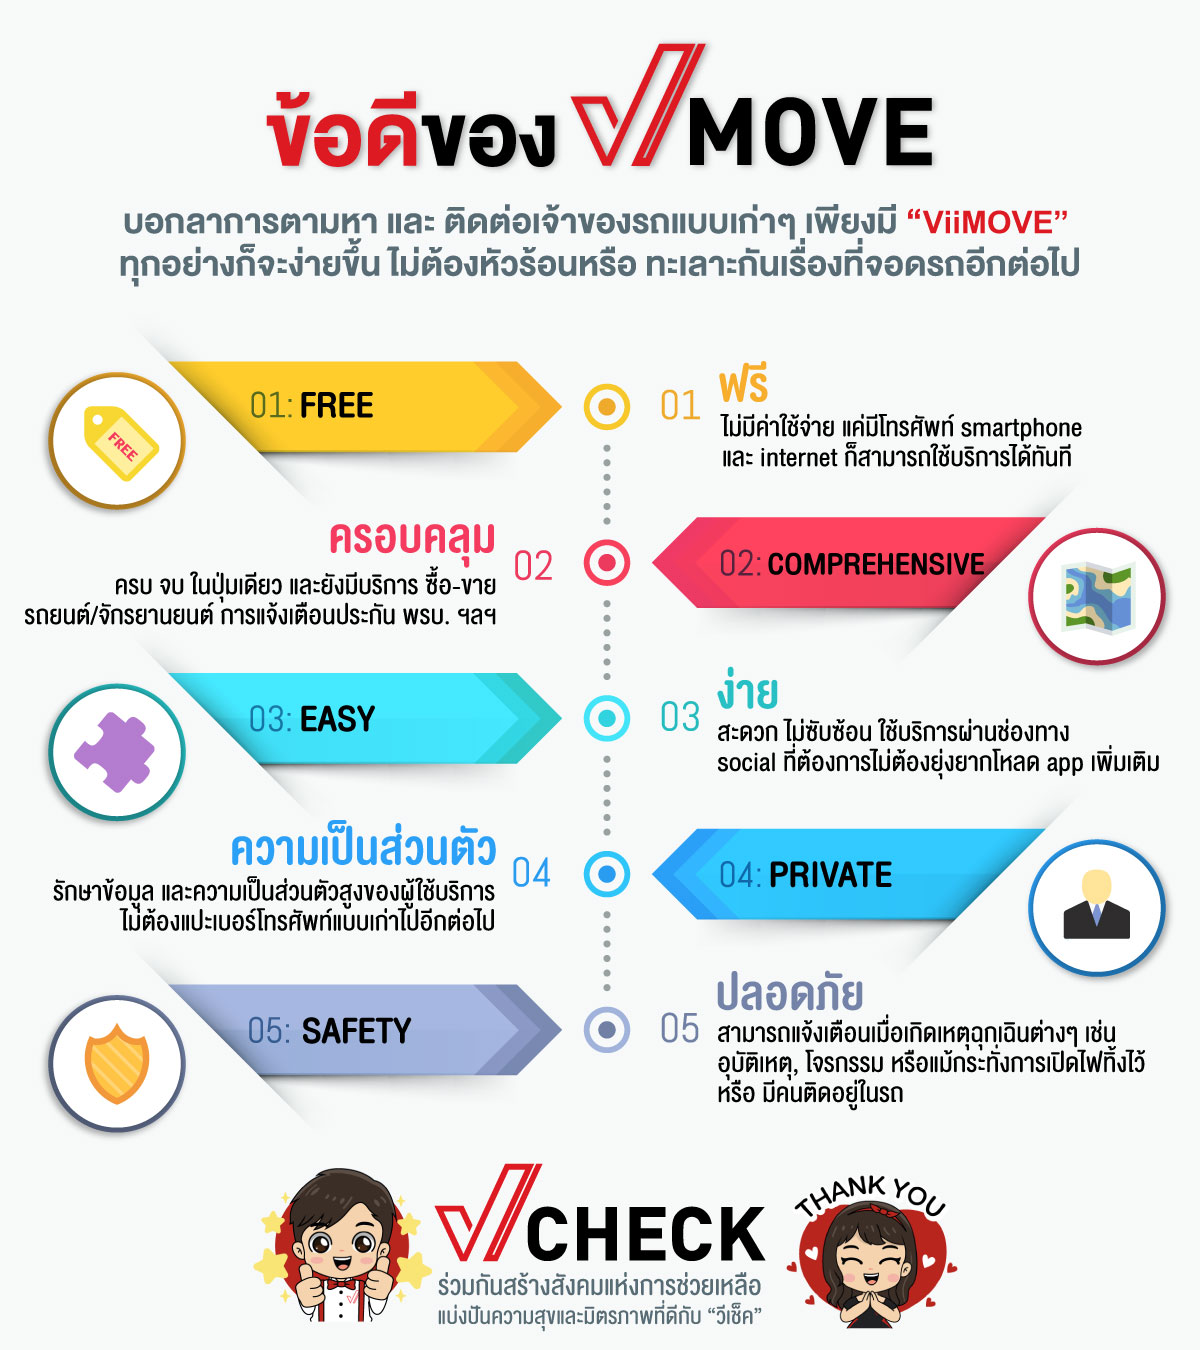 ข้อดีของ ViMOVE
บอกลาการตามหา และ ติดต่อเจ้าของรถแบบเก่าๆ เพียงมี “ViiMOVE”
ทุกอย่างก็จะง่ายขึ้น ไม่ต้องหัวร้อนหรือ ทะเลาะกันเรื่องที่จอดรถอีกต่อไป
FREE
01: FREE
01 ฟรี
ไม่มีค่าใช้จ่าย แค่มีโทรศัพท์ smartphone
และ internet ก็สามารถใช้บริการได้ทันที
ครอบคลุม 02
ครบ จบ ในปุ่มเดียว และยังมีบริการ ซื้อ-ขาย
รถยนต์/จักรยานยนต์ การแจ้งเตือนประกัน พรบ. ฯลฯ
02: COMPREHENSIVE
03: EASY
03 ง่าย
สะดวก ไม่ซับซ้อน ใช้บริการผ่านช่องทาง
social ที่ต้องการไม่ต้องยุ่งยากโหลด app เพิ่มเติม
ความเป็นส่วนตัว 04
รักษาข้อมูล และความเป็นส่วนตัวสูงของผู้ใช้บริการ
ไม่ต้องแปะเบอร์โทรศัพท์แบบเก่าไปอีกต่อไป
04: PRIVATE
05: SAFETY
05 ปลอดภัย
สามารถแจ้งเตือนเมื่อเกิดเหตุฉุกเฉินต่างๆ เช่น
อุบัติเหตุ, โจรกรรม หรือแม้กระทั่งการเปิดไฟทิ้งไว้
หรือ มีคนติดอยู่ในรถ
ViCHECK
ร่วมกันสร้างสังคมแห่งการช่วยเหลือ
แบ่งปันความสุขและมิตรภาพที่ดีกับ “วีเช็ค”
THANK YOU